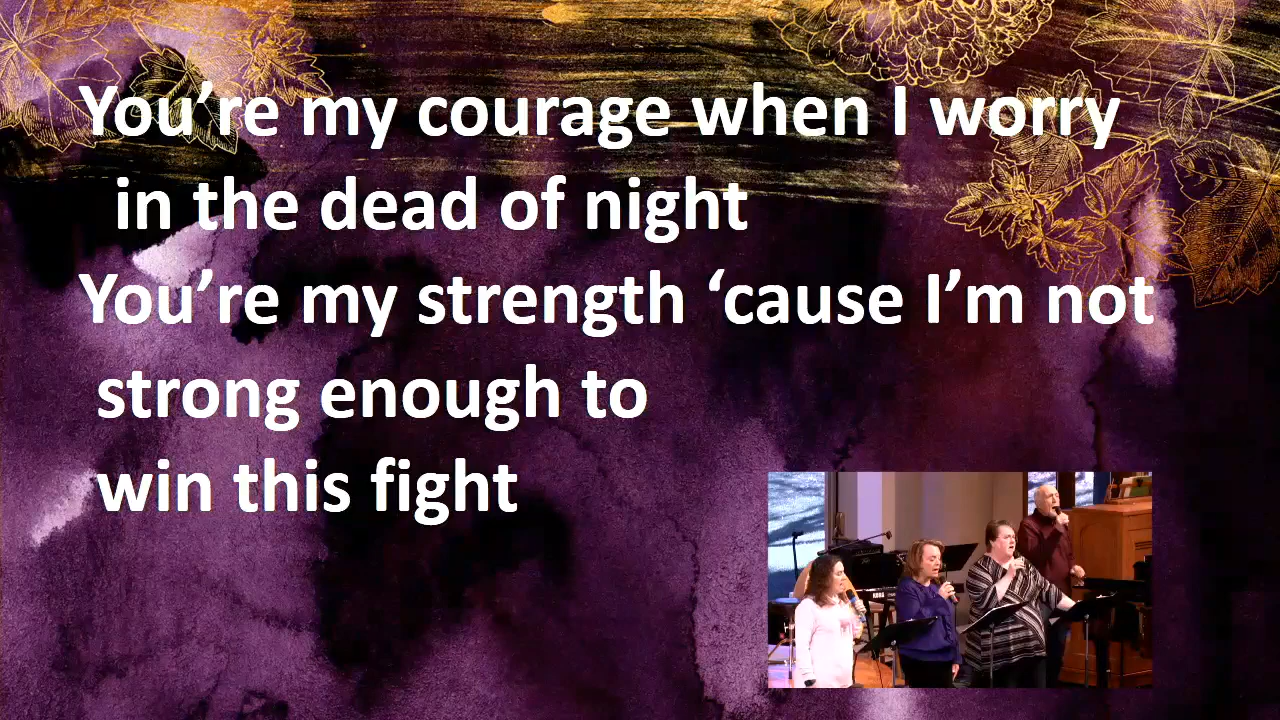 You’re my courage when I worry
in the dead of night
You’re my strength ‘cause I’m not
strong enough to
win this fight
KORG